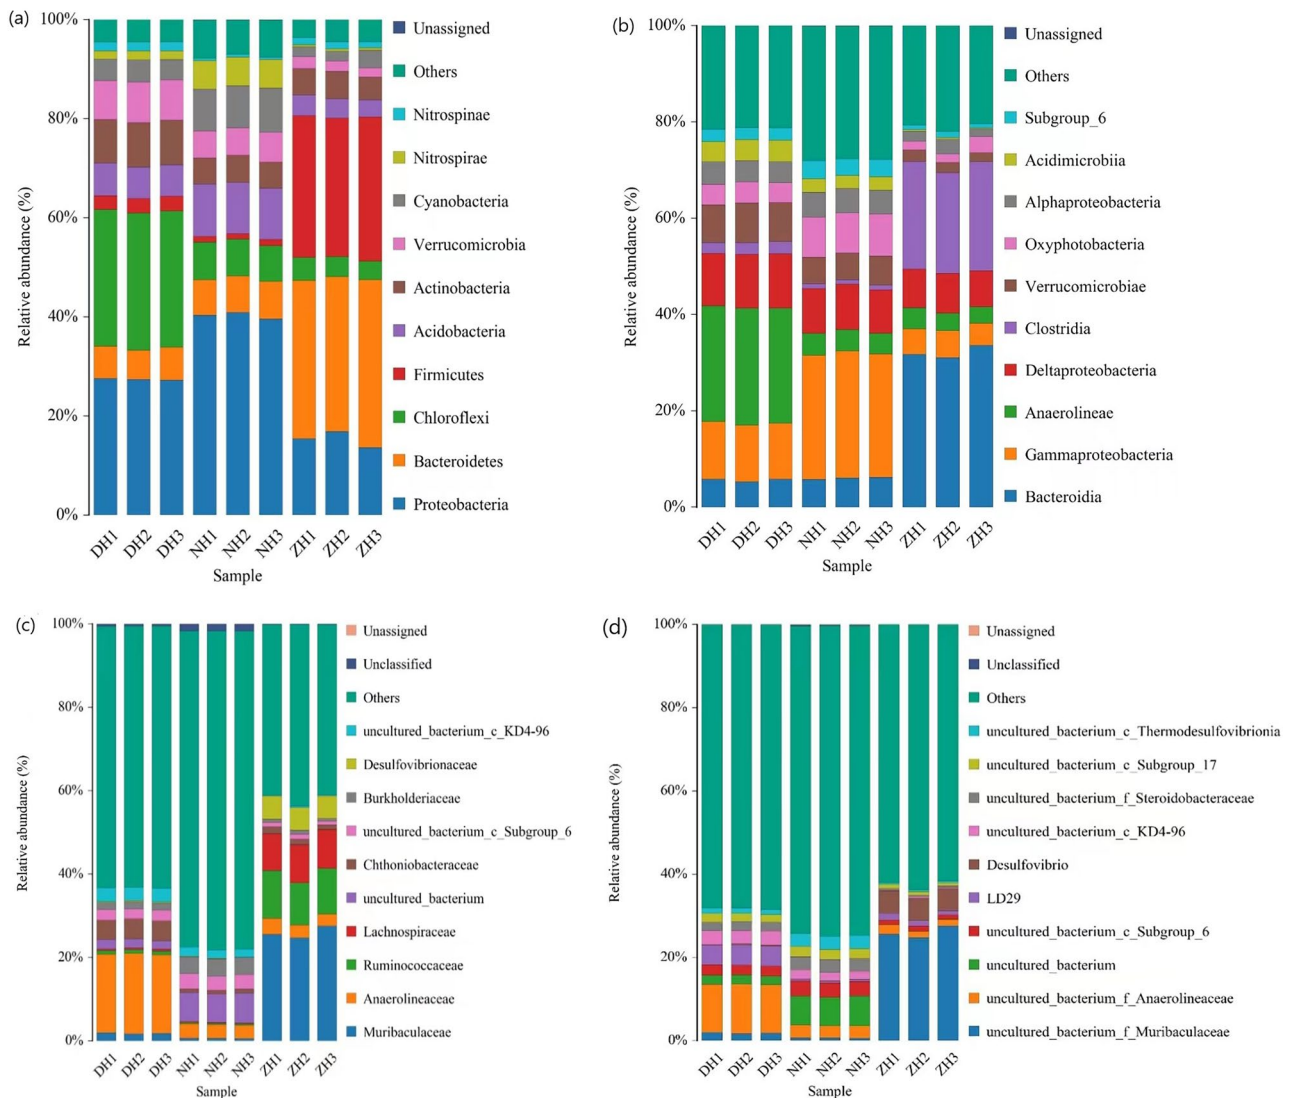 (a)
100%
80%
60%
40%
20%
0%
Relative abundance (%)
DH1
DH2
DH3
NH1
NH2
NH3
ZH1
ZH2
ZH3
Sample
Unassigned
Others
Nitrospinae
Nitrospirae
Cyanobacteria
Verrucomicrobia
Actinobacteria
Acidobacteria
Firmicutes
Chloroflexi
Bacteroidetes
Proteobacteria
(b)
100%
80%
60%
40%
20%
0%
Relative abundance (%)
DH1
DH2
DH3
NH1
NH2
NH3
ZH1
ZH2
ZH3
Sample
Unassigned
Others
Subgroup_6
Acidimicrobiia
Alphaproteobacteria
Oxyphotobacteria
Verrucomicrobiae
Clostridia
Deltaproteobacteria
Anaerolineae
Gammaproteobacteria
Bacteroidia
(c)
100%
80%
60%
40%
20%
0%
Relative abundance (%)
DH1
DH2
DH3
NH1
NH2
NH3
ZH1
ZH2
ZH3
Sample
Unassigned
Unclassified
Others
uncultured_bacterium_c_KD4-96
Desulfovibrionaceae
Burkholderiaceae
uncultured_bacterium_c_Subgroup_6
Chthoniobacteraceae
uncultured_bacterium
Lachnospiraceae
Ruminococcaceae
Anaerolineaceae
Muribaculaceae
(d)
100%
80%
60%
40%
20%
0%
Relative abundance (%)
DH1
DH2
DH3
NH1
NH2
NH3
ZH1
ZH2
ZH3
Sample
Unassigned
Unclassified
Others
uncultured_bacterium_c_Thermodesulfovibrionia
uncultured_bacterium_c_Subgroup_17
uncultured_bacterium_f_Steroidobacteraceae
uncultured_bacterium_c_KD4-96
Desulfovibrio
LD29
uncultured_bacterium_c_Subgroup_6
uncultured_bacterium
uncultured_bacterium_f_Anaerolineaceae
uncultured_bacterium_f_Muribaculaceae